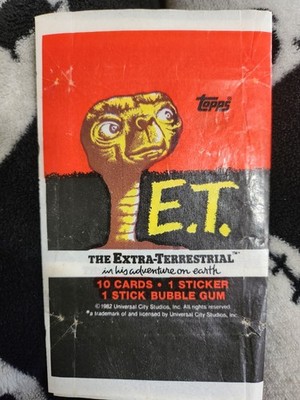 topps
E.T.
THE EXTRA-TERRESTRIAL™
in his adventure on earth
10 CARDS • 1 STICKER
1 STICK BUBBLE GUM
© 1982 Universal City Studios, Inc. All rights reserved
*a trademark of and licensed by Universal City Studios, Inc.